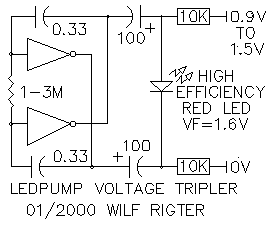 0.33
100
+
10K
0.9V
TO
1.5V
1-3M
HIGH
EFFICIENCY
RED LED
VF=1.6V
0.33
+100
10K
0V
LEDPUMP VOLTAGE TRIPLER
01/2000 WILF RIGTER